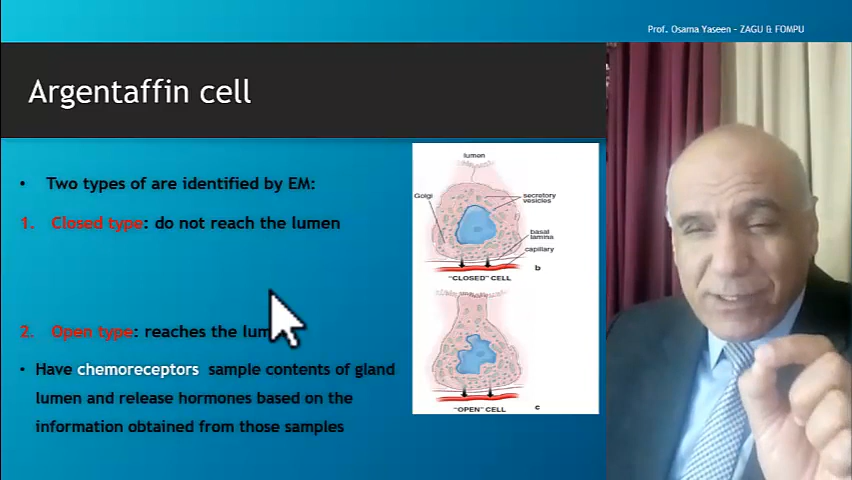 Prof. Osama Yaseen - ZAGU & FOMPU
Argentaffin cell
• Two types of are identified by EM:
1. Closed type: do not reach the lumen
2. Open type: reaches the lum
• Have chemoreceptors sample contents of gland
lumen and release hormones based on the
information obtained from those samples
lumen
Golgi
secretory
vesicles
basal
lamina
capillary
b
"CLOSED" CELL
"OPEN" CELL
c